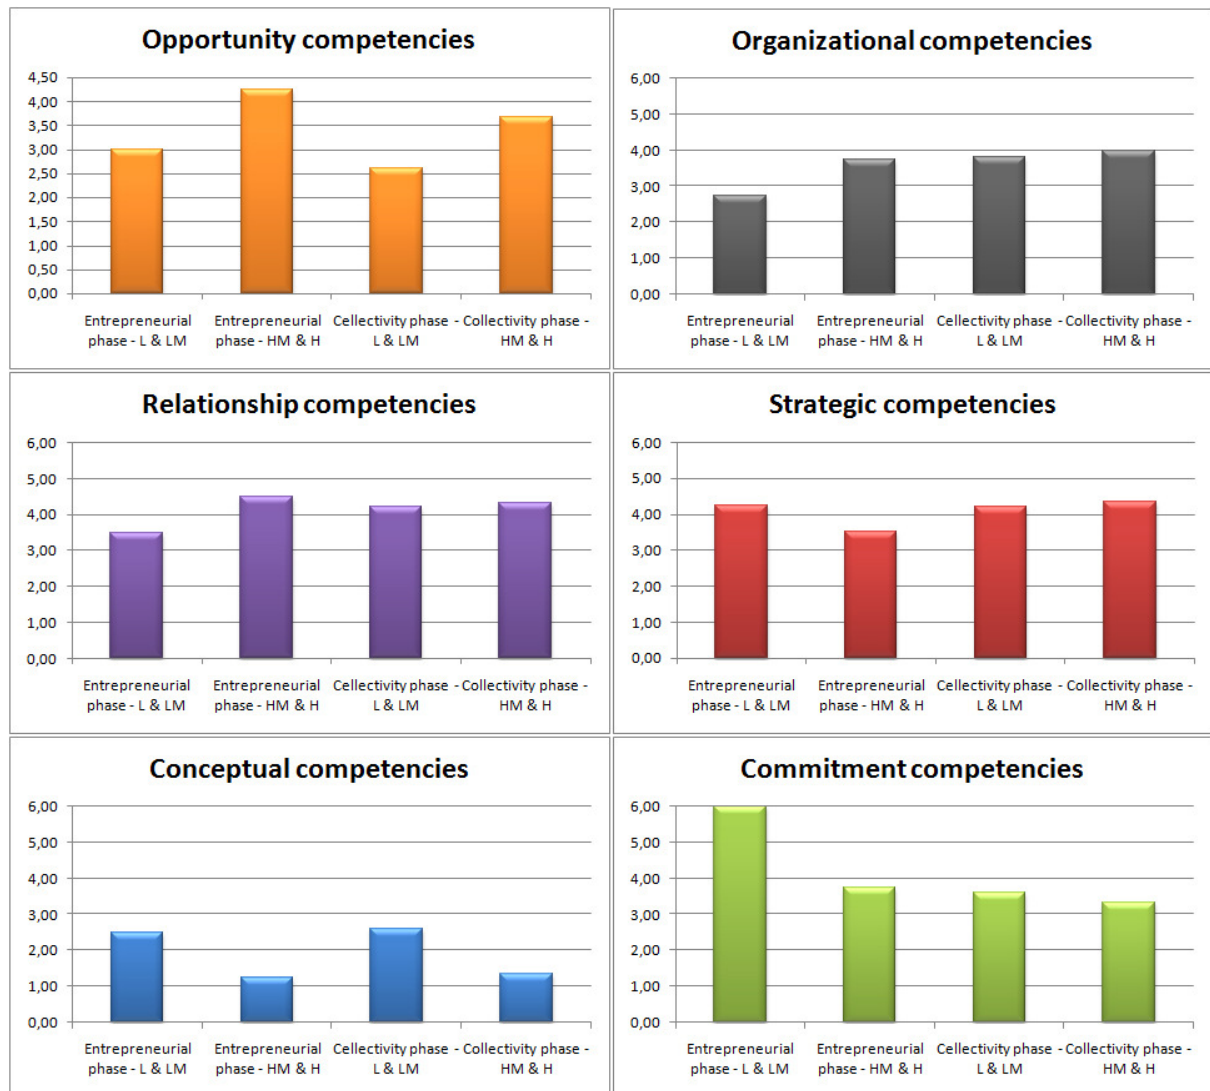 Opportunity competencies
4,50
4,00
3,50
3,00
2,50
2,00
1,50
1,00
0,50
0,00
Entrepreneurial
phase - L & LM
Entrepreneurial
phase - HM & H
Cellectivity phase -
L & LM
Collectivity phase -
HM & H
Organizational competencies
6,00
5,00
4,00
3,00
2,00
1,00
0,00
Entrepreneurial
phase - L & LM
Entrepreneurial
phase - HM & H
Cellectivity phase -
L & LM
Collectivity phase -
HM & H
Relationship competencies
6,00
5,00
4,00
3,00
2,00
1,00
0,00
Entrepreneurial
phase - L & LM
Entrepreneurial
phase - HM & H
Cellectivity phase -
L & LM
Collectivity phase -
HM & H
Strategic competencies
6,00
5,00
4,00
3,00
2,00
1,00
0,00
Entrepreneurial
phase - L & LM
Entrepreneurial
phase - HM & H
Cellectivity phase -
L & LM
Collectivity phase -
HM & H
Conceptual competencies
6,00
5,00
4,00
3,00
2,00
1,00
0,00
Entrepreneurial
phase - L & LM
Entrepreneurial
phase - HM & H
Cellectivity phase -
L & LM
Collectivity phase -
HM & H
Commitment competencies
6,00
5,00
4,00
3,00
2,00
1,00
0,00
Entrepreneurial
phase - L & LM
Entrepreneurial
phase - HM & H
Cellectivity phase -
L & LM
Collectivity phase -
HM & H